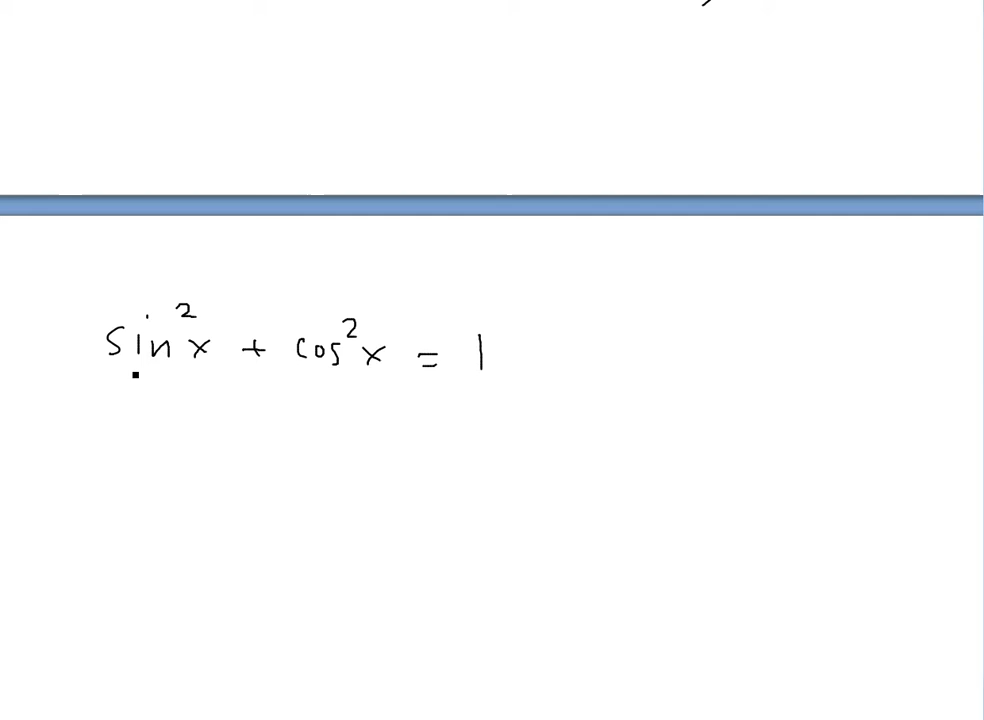 sin²x + cos²x = 1